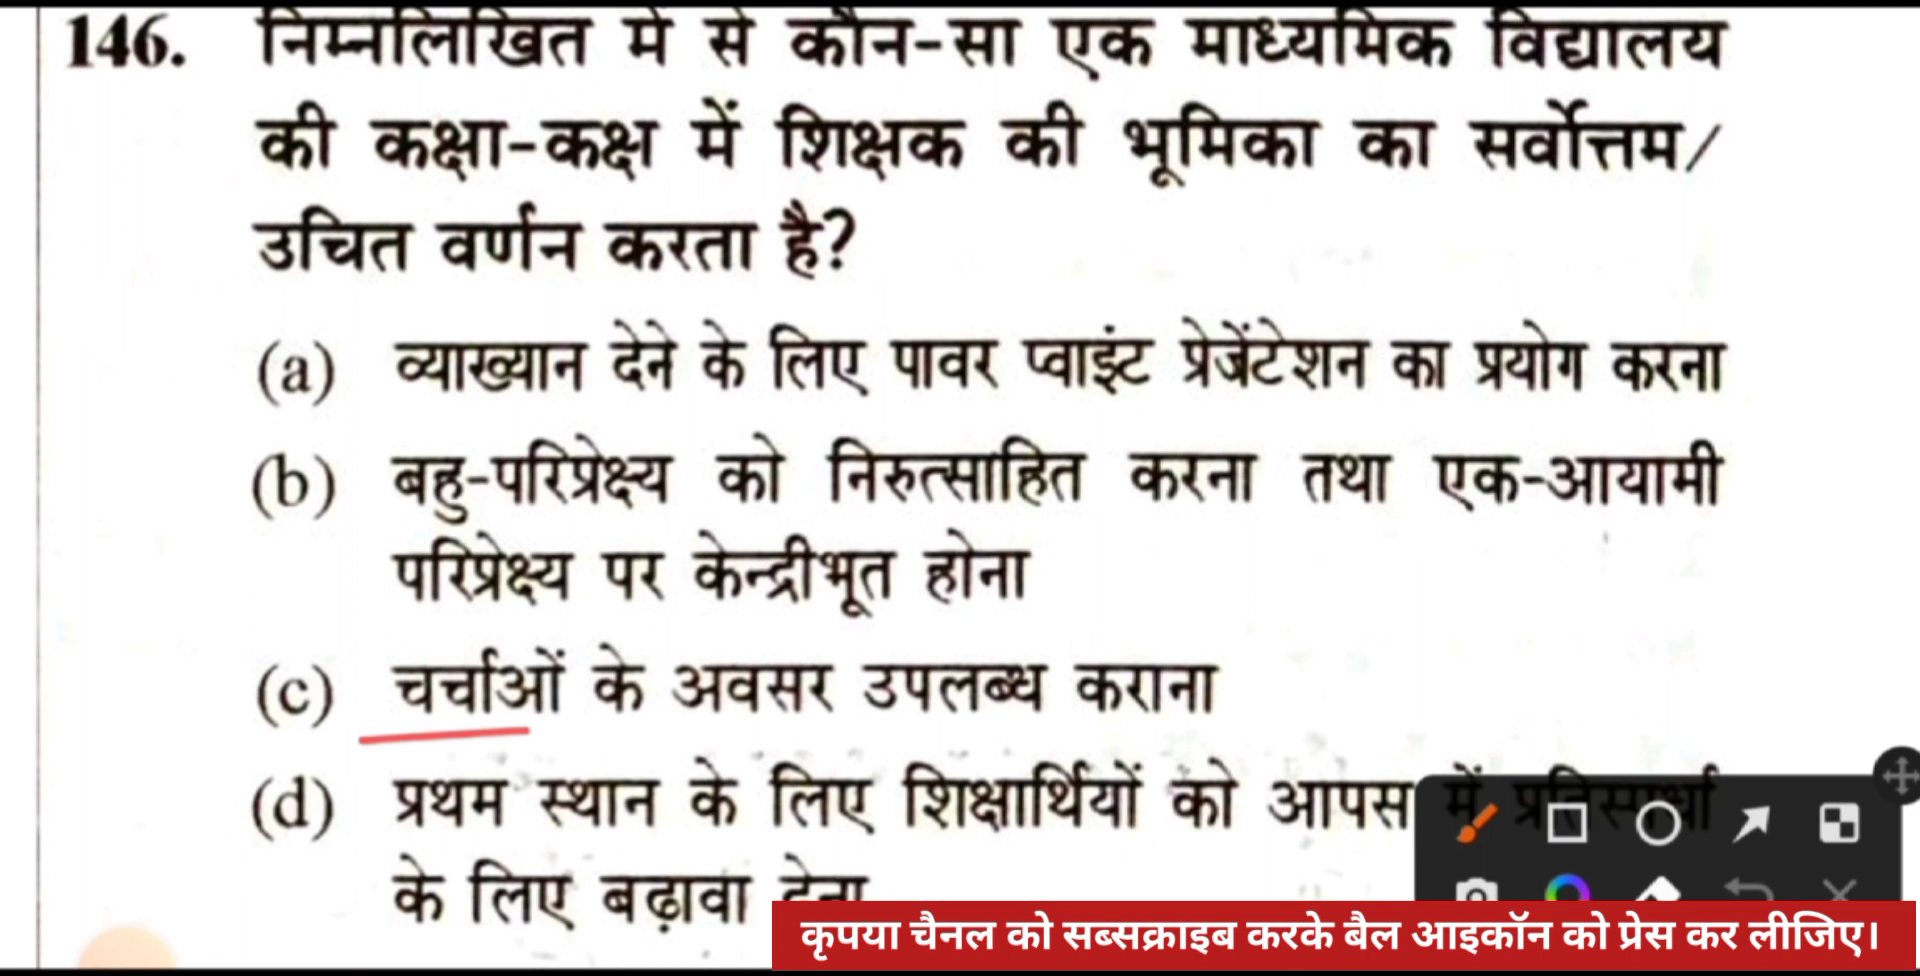 146. निम्नलिखित में से कौन-सा एक माध्यमिक विद्यालय
की कक्षा-कक्ष में शिक्षक की भूमिका का सर्वोत्तम/
उचित वर्णन करता है?
(a) व्याख्यान देने के लिए पावर प्वाइंट प्रेजेंटेशन का प्रयोग करना
(b) बहु-परिप्रेक्ष्य को निरुत्साहित करना तथा एक-आयामी
परिप्रेक्ष्य पर केन्द्रीभूत होना
(c) चर्चाओं के अवसर उपलब्ध कराना
(d) प्रथम स्थान के लिए शिक्षार्थियों को आपस में प्रतिस्पर्धा
के लिए बढ़ावा देना
कृपया चैनल को सब्सक्राइब करके बैल आइकॉन को प्रेस कर लीजिए।